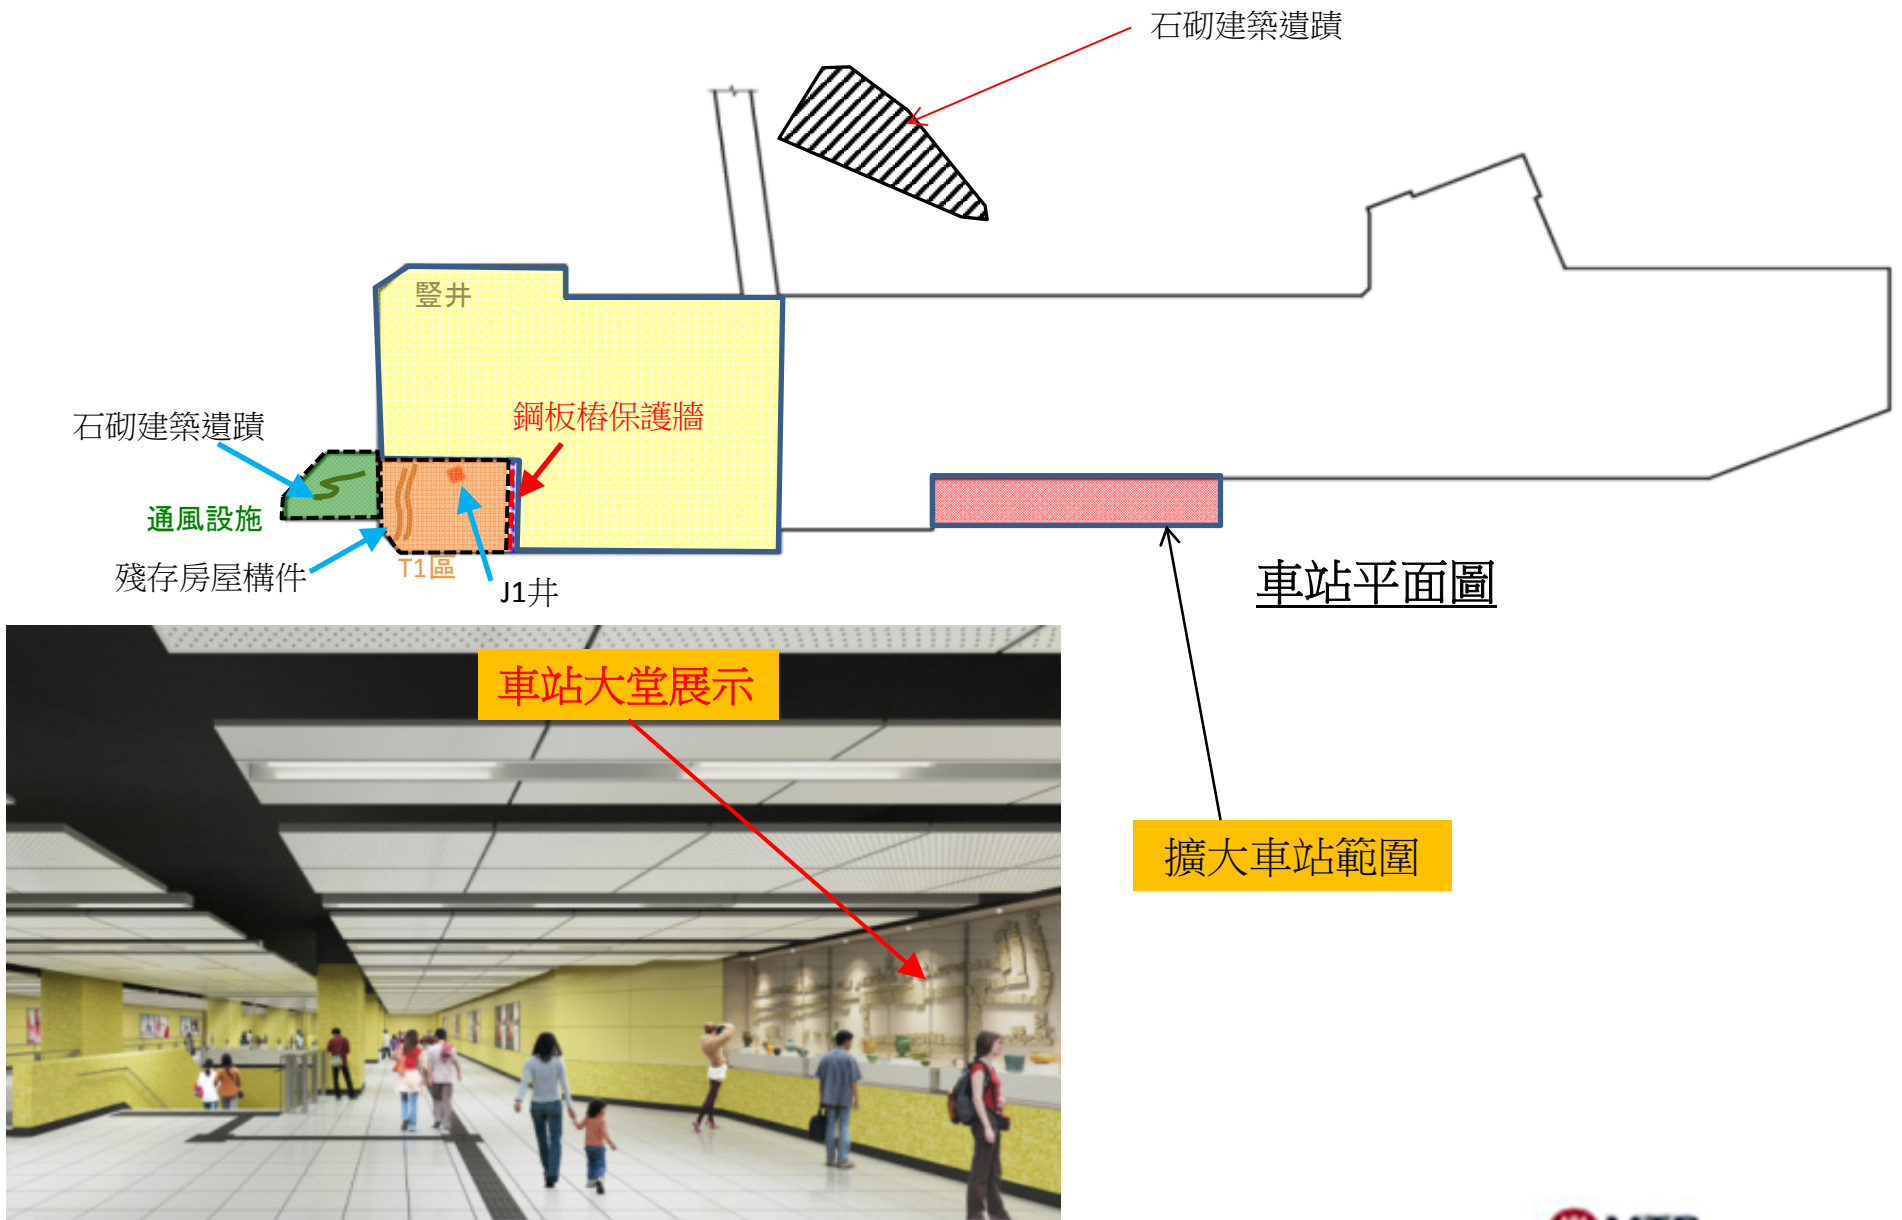 石砌建築遺蹟
豎井
鋼板樁保護牆
石砌建築遺蹟
通風設施
殘存房屋構件
T1區
J1井
車站平面圖
車站大堂展示
擴大車站範圍